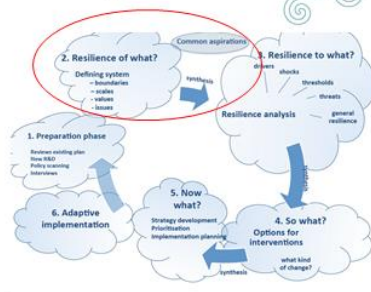 Common aspirations
2. Resilience of what?
Defining system
– boundaries
– scales
– values
- issues
synthesis
3. Resilience to what?
drivers
shocks
thresholds
threats
general
resilience
Resilience analysis
synthesis
4. So what?
Options for
interventions
what kind
of change?
synthesis
5. Now
what?
Strategy development
Prioritisation
Implementation planning
6. Adaptive
implementation
1. Preparation phase
Reviews existing plan
New R&D
Policy scanning
Interviews